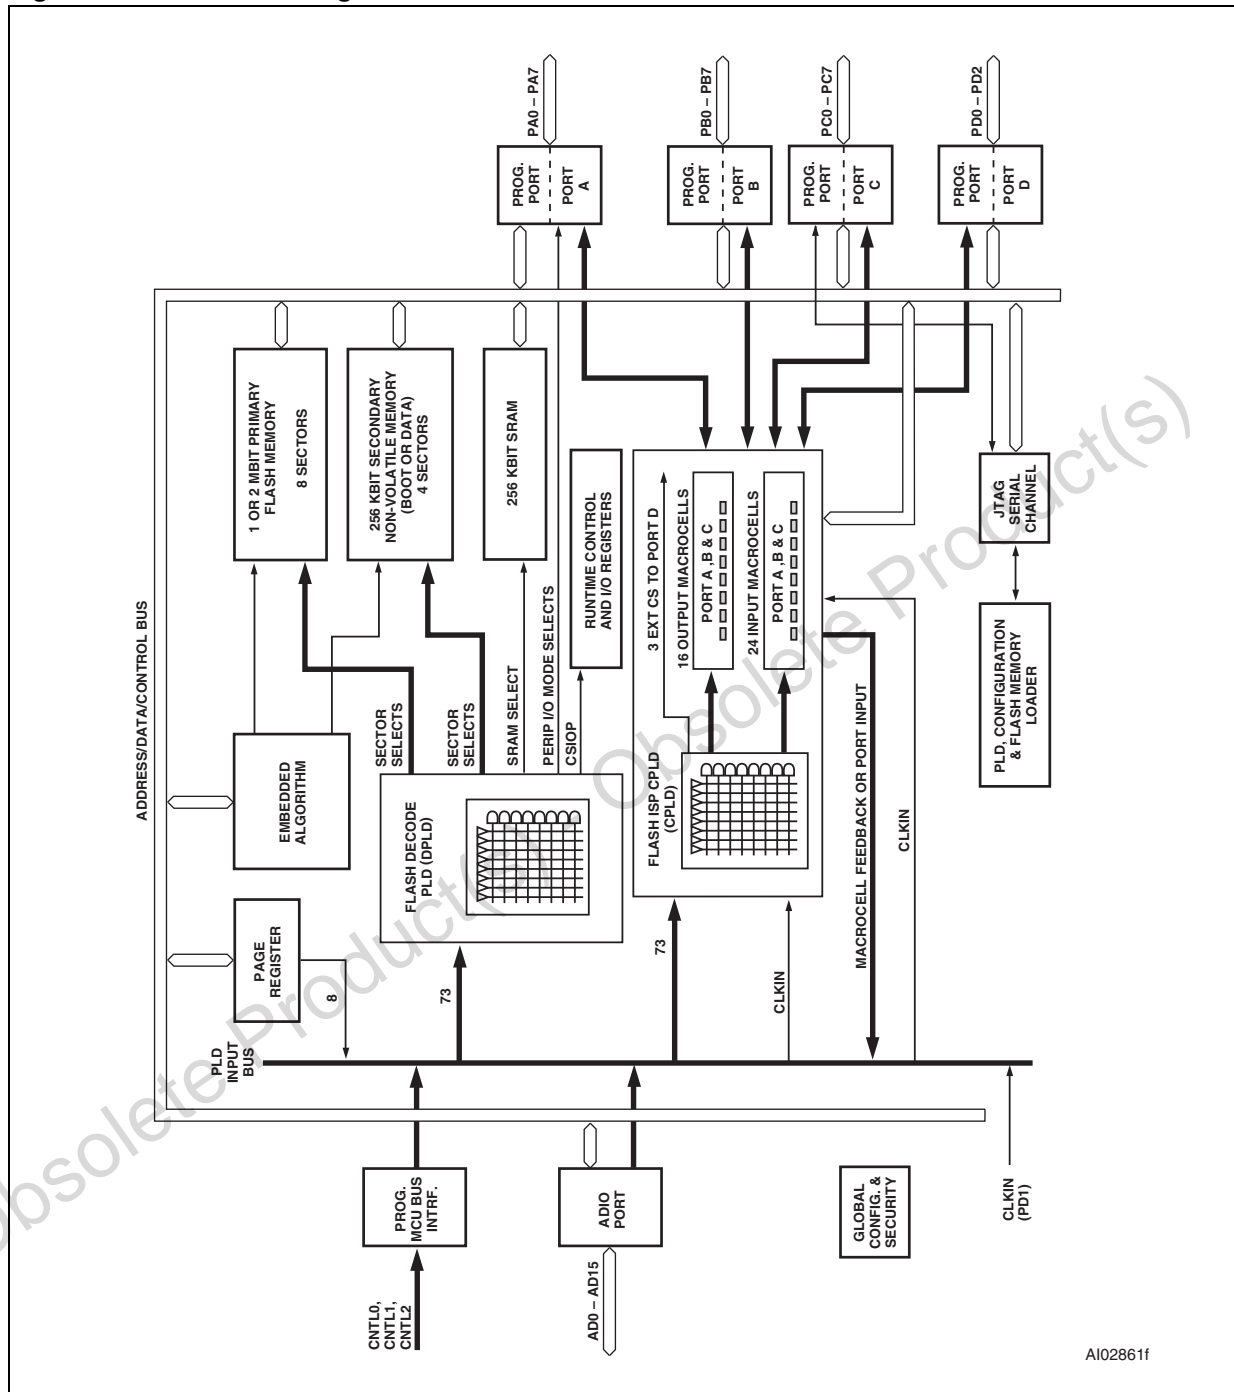 PA0 – PA7
PB0 – PB7
PC0 – PC7
PD0 – PD2
PROG.
PORT
PORT
A
PROG.
PORT
PORT
B
PROG.
PORT
PORT
C
PROG.
PORT
PORT
D
ADDRESS/DATA/CONTROL BUS
1 OR 2 MBIT PRIMARY
FLASH MEMORY
8 SECTORS
256 KBIT SECONDARY
NON-VOLATILE MEMORY
(BOOT OR DATA)
4 SECTORS
256 KBIT SRAM
RUNTIME CONTROL
AND I/O REGISTERS
3 EXT CS TO PORT D
16 OUTPUT MACROCELLS
PORT A ,B & C
24 INPUT MACROCELLS
PORT A ,B & C
JTAG
SERIAL
CHANNEL
PLD, CONFIGURATION
& FLASH MEMORY
LOADER
SECTOR
SELECTS
SECTOR
SELECTS
SRAM SELECT
PERIP I/O MODE SELECTS
CSIOP
EMBEDDED
ALGORITHM
FLASH DECODE
PLD (DPLD)
FLASH ISP CPLD
(CPLD)
MACROCELL FEEDBACK OR PORT INPUT
CLKIN
PAGE
REGISTER
8
73
73
CLKIN
PLD
INPUT
BUS
PROG.
MCU BUS
INTRF.
ADIO
PORT
GLOBAL
CONFIG. &
SECURITY
CLKIN
(PD1)
CNTL0,
CNTL1,
CNTL2
AD0 – AD15
AI02861f
Obsolete Product(s) - Obsolete Product(s)